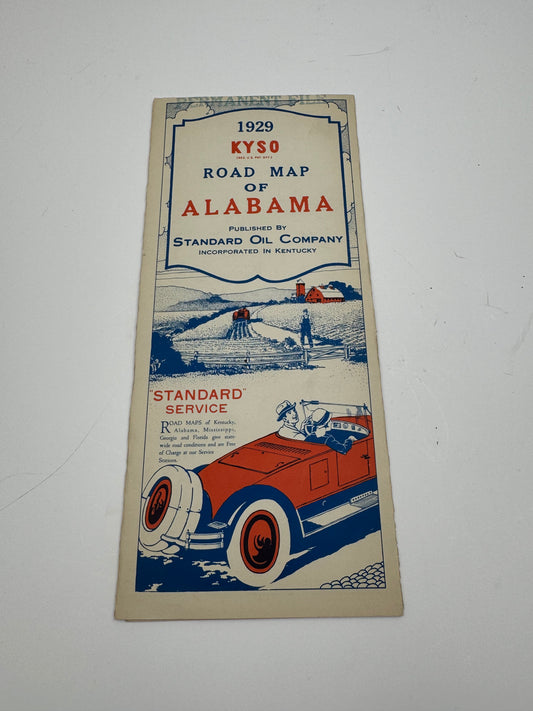 PERMANENT FILE
1929
KYSO
(REG. U.S. PAT. OFF.)
ROAD MAP
OF
ALABAMA
PUBLISHED BY
STANDARD OIL COMPANY
INCORPORATED IN KENTUCKY
"STANDARD"
SERVICE
ROAD MAPS of Kentucky,
Alabama, Mississippi,
Georgia and Florida give state
wide road conditions and are Free
of Charge at our Service
Stations.